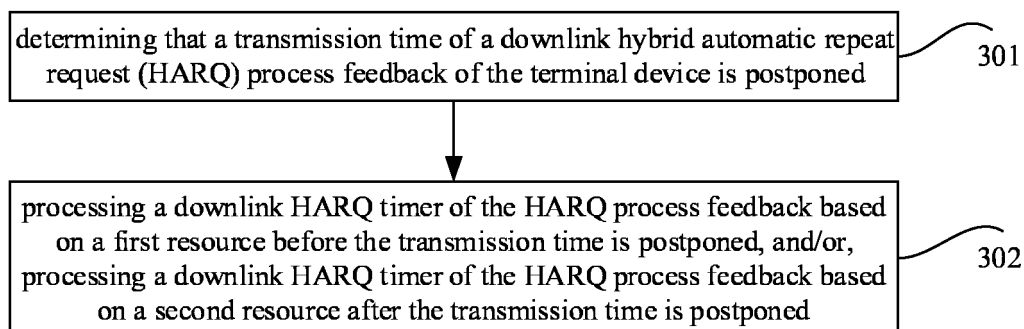 determining that a transmission time of a downlink hybrid automatic repeat
request (HARQ) process feedback of the terminal device is postponed
301
processing a downlink HARQ timer of the HARQ process feedback based
on a first resource before the transmission time is postponed, and/or,
processing a downlink HARQ timer of the HARQ process feedback based
on a second resource after the transmission time is postponed
302